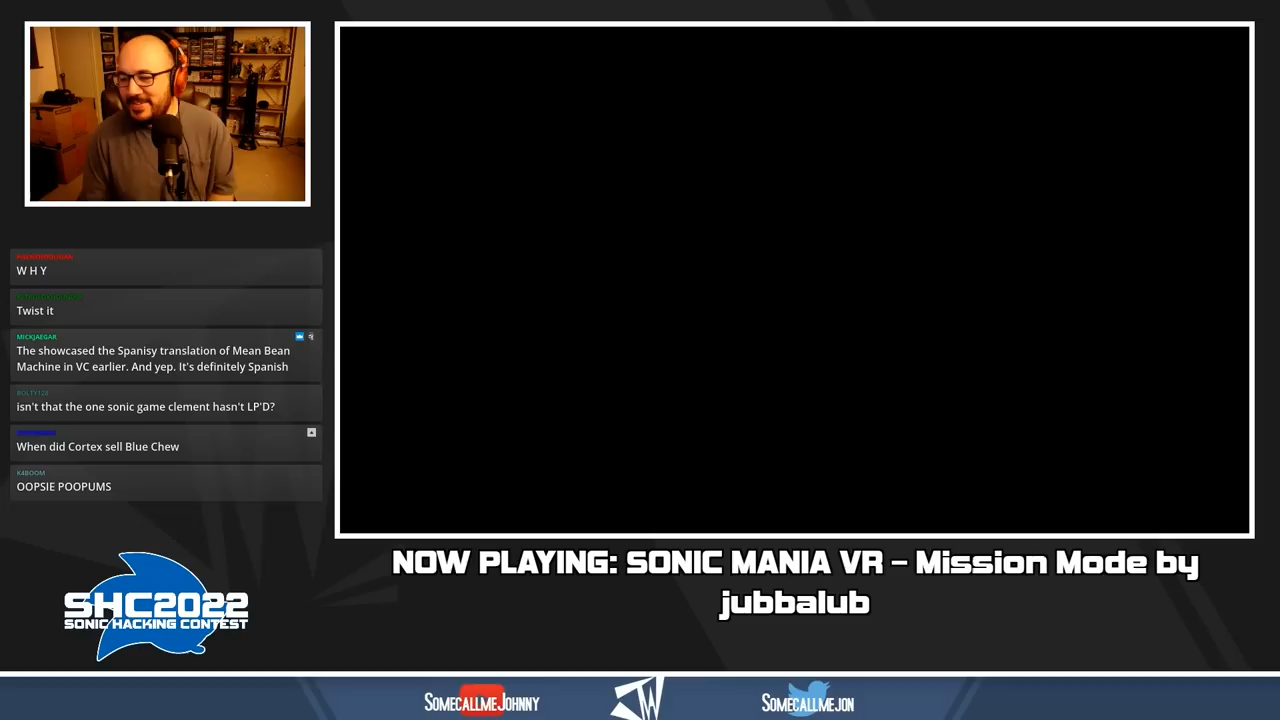 W H Y
Twist it
MICKJAEGAR
The showcased the Spanisy translation of Mean Bean
Machine in VC earlier. And yep. It's definitely Spanish
BOLTY128
isn't that the one sonic game clement hasn't LP'D?
When did Cortex sell Blue Chew
K4BOOM
OOPSIE POOPUMS
SHC2022
SONIC HACKING CONTEST
NOW PLAYING: SONIC MANIA VR – Mission Mode by
jubbalub
SOMECALLMEJOHNNY
SOMECALLMEJON